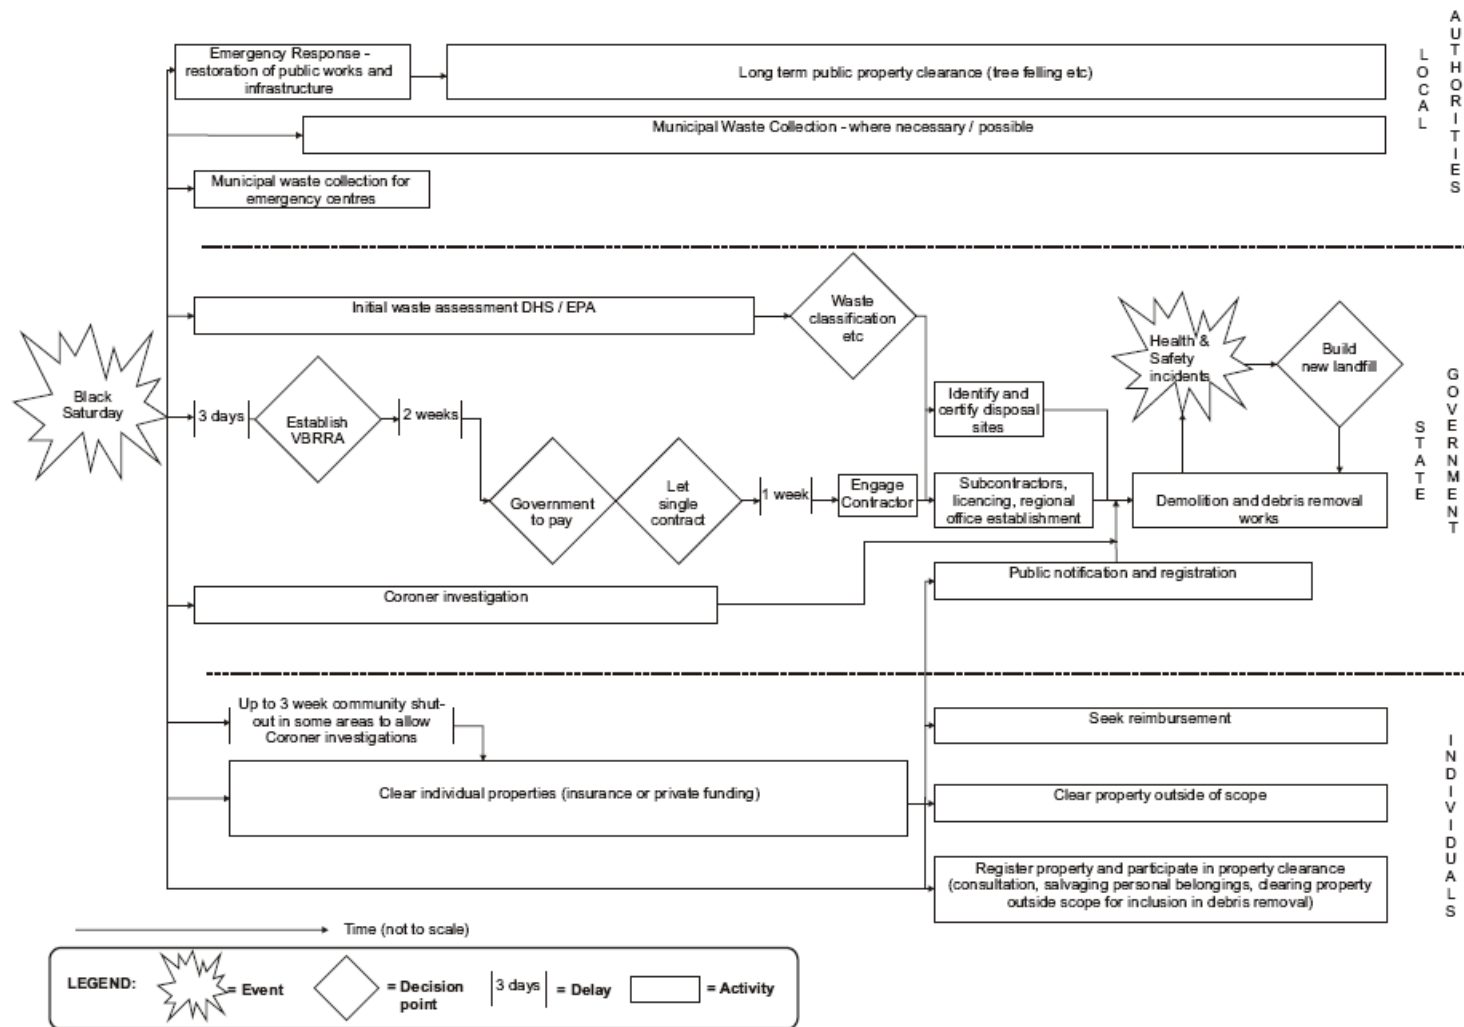 Emergency Response -
restoration of public works and
infrastructure
Long term public property clearance (tree felling etc)
Municipal Waste Collection - where necessary / possible
Municipal waste collection for
emergency centres
LOCAL
AUTHORITIES
Initial waste assessment DHS / EPA
Waste
classification
etc
Health &
Safety
incidents
Build
new landfill
Black
Saturday
3 days
Establish
VBRRA
2 weeks
Identify and
certify disposal
sites
Government
to pay
Let
single
contract
1 week
Engage
Contractor
Subcontractors,
licencing, regional
office establishment
Demolition and debris removal
works
Public notification and registration
Coroner investigation
STATE
GOVERNMENT
Up to 3 week community shut-
out in some areas to allow
Coroner investigations
Seek reimbursement
Clear individual properties (insurance or private funding)
Clear property outside of scope
Register property and participate in property clearance
(consultation, salvaging personal belongings, clearing property
outside scope for inclusion in debris removal)
INDIVIDUALS
Time (not to scale)
LEGEND:
= Event
= Decision
point
3 days
= Delay
= Activity